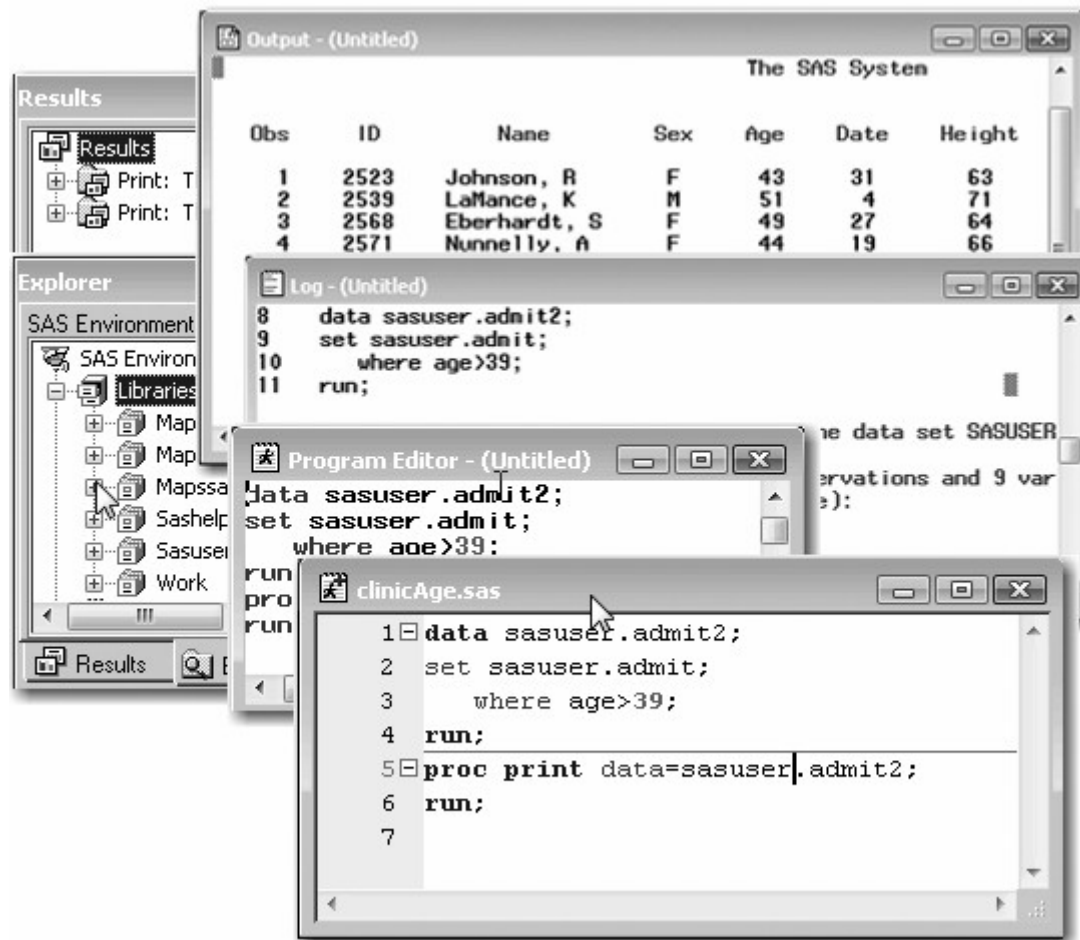 Output - (Untitled)
The SAS System
Obs ID Name Sex Age Date Height
1 2523 Johnson, R F 43 31 63
2 2539 LaMance, K M 51 4 71
3 2568 Eberhardt, S F 49 27 64
4 2571 Nunnelly, A F 44 19 66
Results
Results
Print: T
Print: T
Explorer
SAS Environment
SAS Environ
Libraries
Map
Map
Mapssa
Sashelp
Sasuser
Work
Results
Log - (Untitled)
8 data sasuser.admit2;
9 set sasuser.admit;
10 where age>39;
11 run;
data set SASUSER
and 9 var
Program Editor - (Untitled)
data sasuser.admit2;
set sasuser.admit;
where age>39;
run
pro
run
clinicAge.sas
1 data sasuser.admit2;
2 set sasuser.admit;
3 where age>39;
4 run;
5 proc print data=sasuser.admit2;
6 run;
7